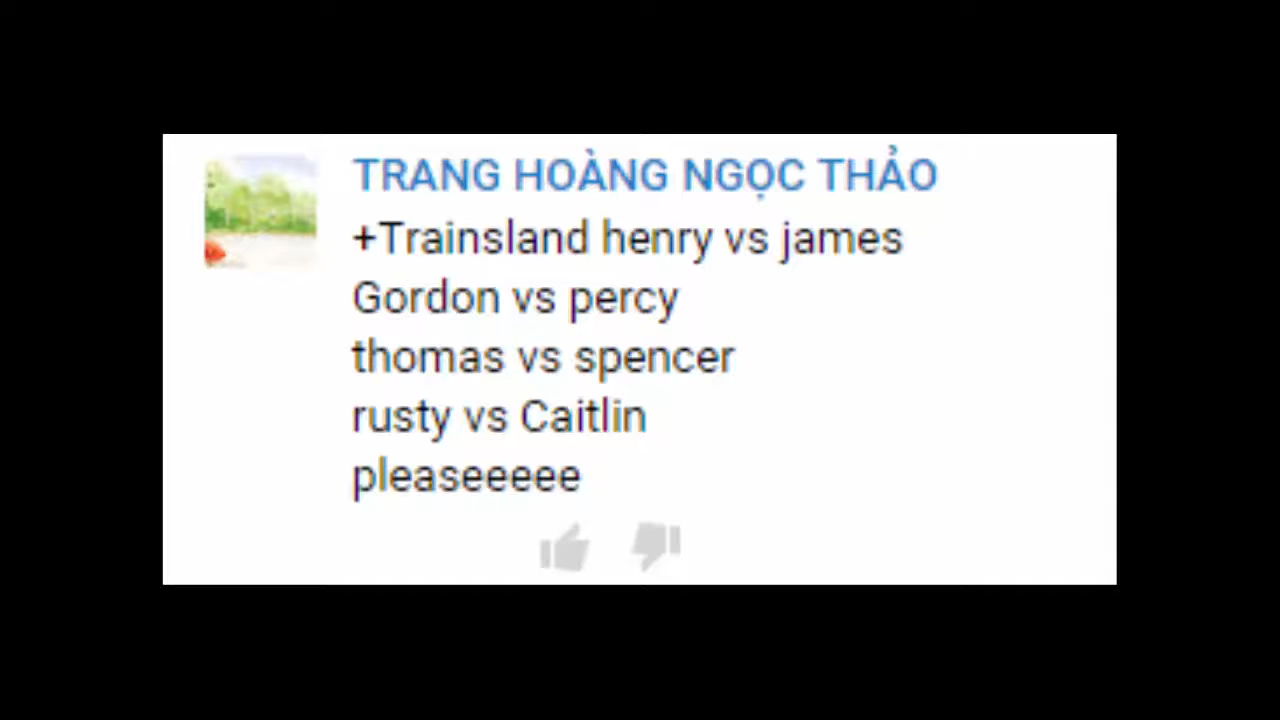 TRANG HOÀNG NGỌC THẢO
+Trainsland henry vs james
Gordon vs percy
thomas vs spencer
rusty vs Caitlin
pleaseeeee